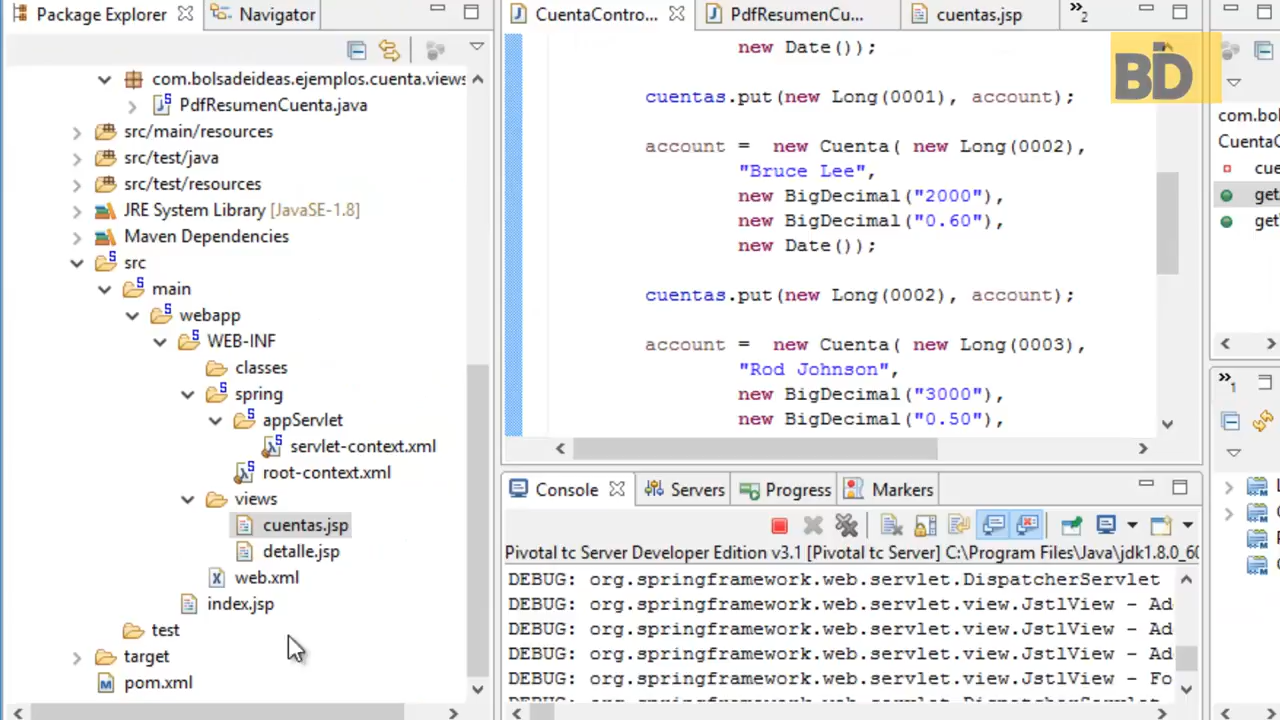 Package Explorer
Navigator
com.bolsadeideas.ejemplos.cuenta.views
PdfResumenCuenta.java
src/main/resources
src/test/java
src/test/resources
JRE System Library [JavaSE-1.8]
Maven Dependencies
src
main
webapp
WEB-INF
classes
spring
appServlet
servlet-context.xml
root-context.xml
views
cuentas.jsp
detalle.jsp
web.xml
index.jsp
test
target
pom.xml
CuentaContro...
PdfResumenCu...
cuentas.jsp
2
new Date());
cuentas.put(new Long(0001), account);
account = new Cuenta( new Long(0002),
"Bruce Lee",
new BigDecimal("2000"),
new BigDecimal("0.60"),
new Date());
cuentas.put(new Long(0002), account);
account = new Cuenta( new Long(0003),
"Rod Johnson",
new BigDecimal("3000"),
new BigDecimal("0.50"),
BD
com.bol
CuentaC
cue
get
get
1
Console
Servers
Progress
Markers
Pivotal tc Server Developer Edition v3.1 [Pivotal tc Server] C:\Program Files\Java\jdk1.8.0_60
DEBUG: org.springframework.web.servlet.DispatcherServlet
DEBUG: org.springframework.web.servlet.view.JstlView - Ad
DEBUG: org.springframework.web.servlet.view.JstlView - Ad
DEBUG: org.springframework.web.servlet.view.JstlView - Ad
DEBUG: org.springframework.web.servlet.view.JstlView - Fo
DEBUG: org.springframework.web.servlet.DispatcherServlet